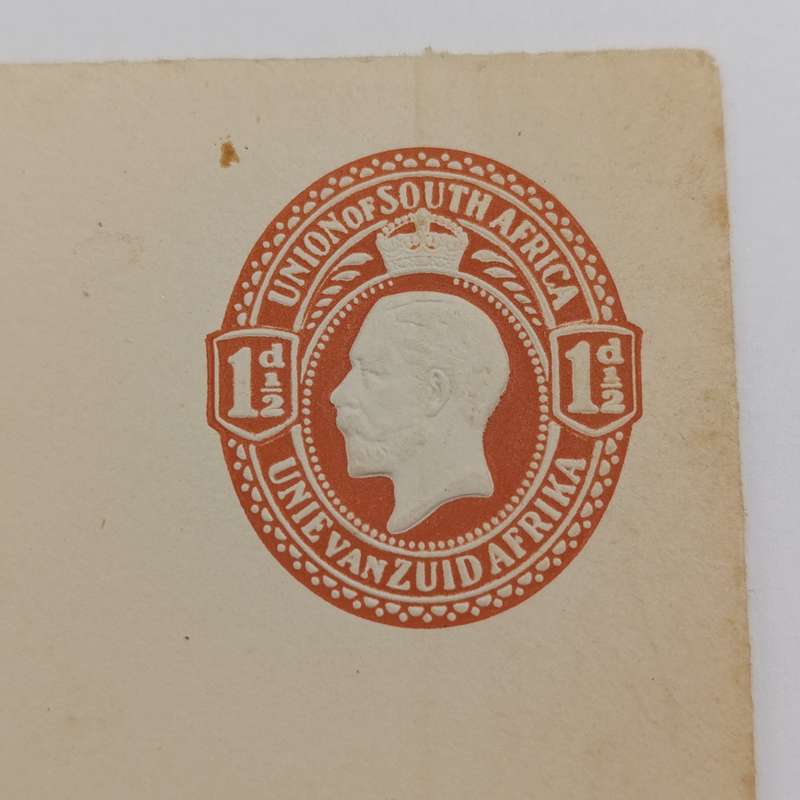 UNION OF SOUTH AFRICA
1½d
1½d
UNIE VAN ZUID AFRIKA